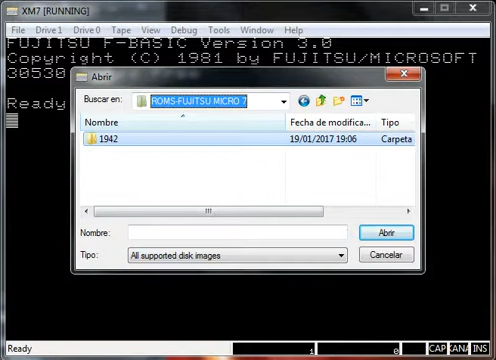 XM7 [RUNNING]
File Drive1 Drive0 Tape Debug Tools Window Help
FUJITSU F-BASIC Version 3.0
Copyright (C) 1981 by FUJITSU/MICROSOFT
30530
Ready
Abrir
Buscar en: ROMS-FUJITSU MICRO 7
Nombre Fecha de modifica... Tipo
1942 19/01/2017 19:06 Carpeta
Nombre: Abrir
Tipo: All supported disk images Cancelar
Ready 1 0 CAP KANA INS